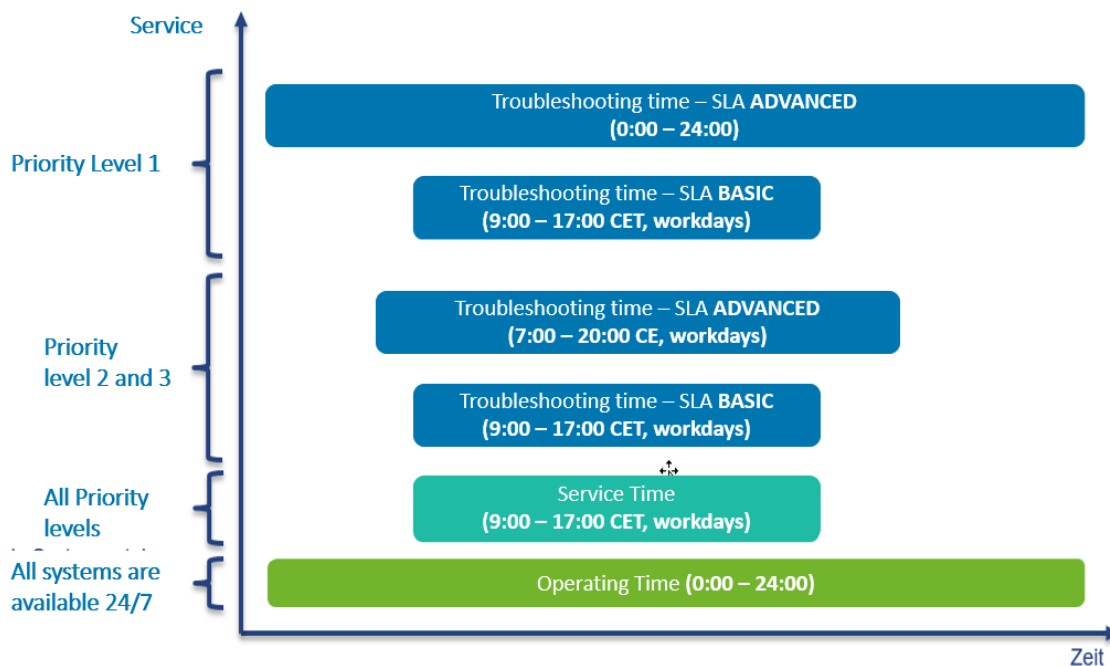 Service
Troubleshooting time – SLA ADVANCED
(0:00 – 24:00)
Priority Level 1
Troubleshooting time – SLA BASIC
(9:00 – 17:00 CET, workdays)
Troubleshooting time – SLA ADVANCED
(7:00 – 20:00 CE, workdays)
Priority
level 2 and 3
Troubleshooting time – SLA BASIC
(9:00 – 17:00 CET, workdays)
All Priority
levels
Service Time
(9:00 – 17:00 CET, workdays)
All systems are
available 24/7
Operating Time (0:00 – 24:00)
Zeit